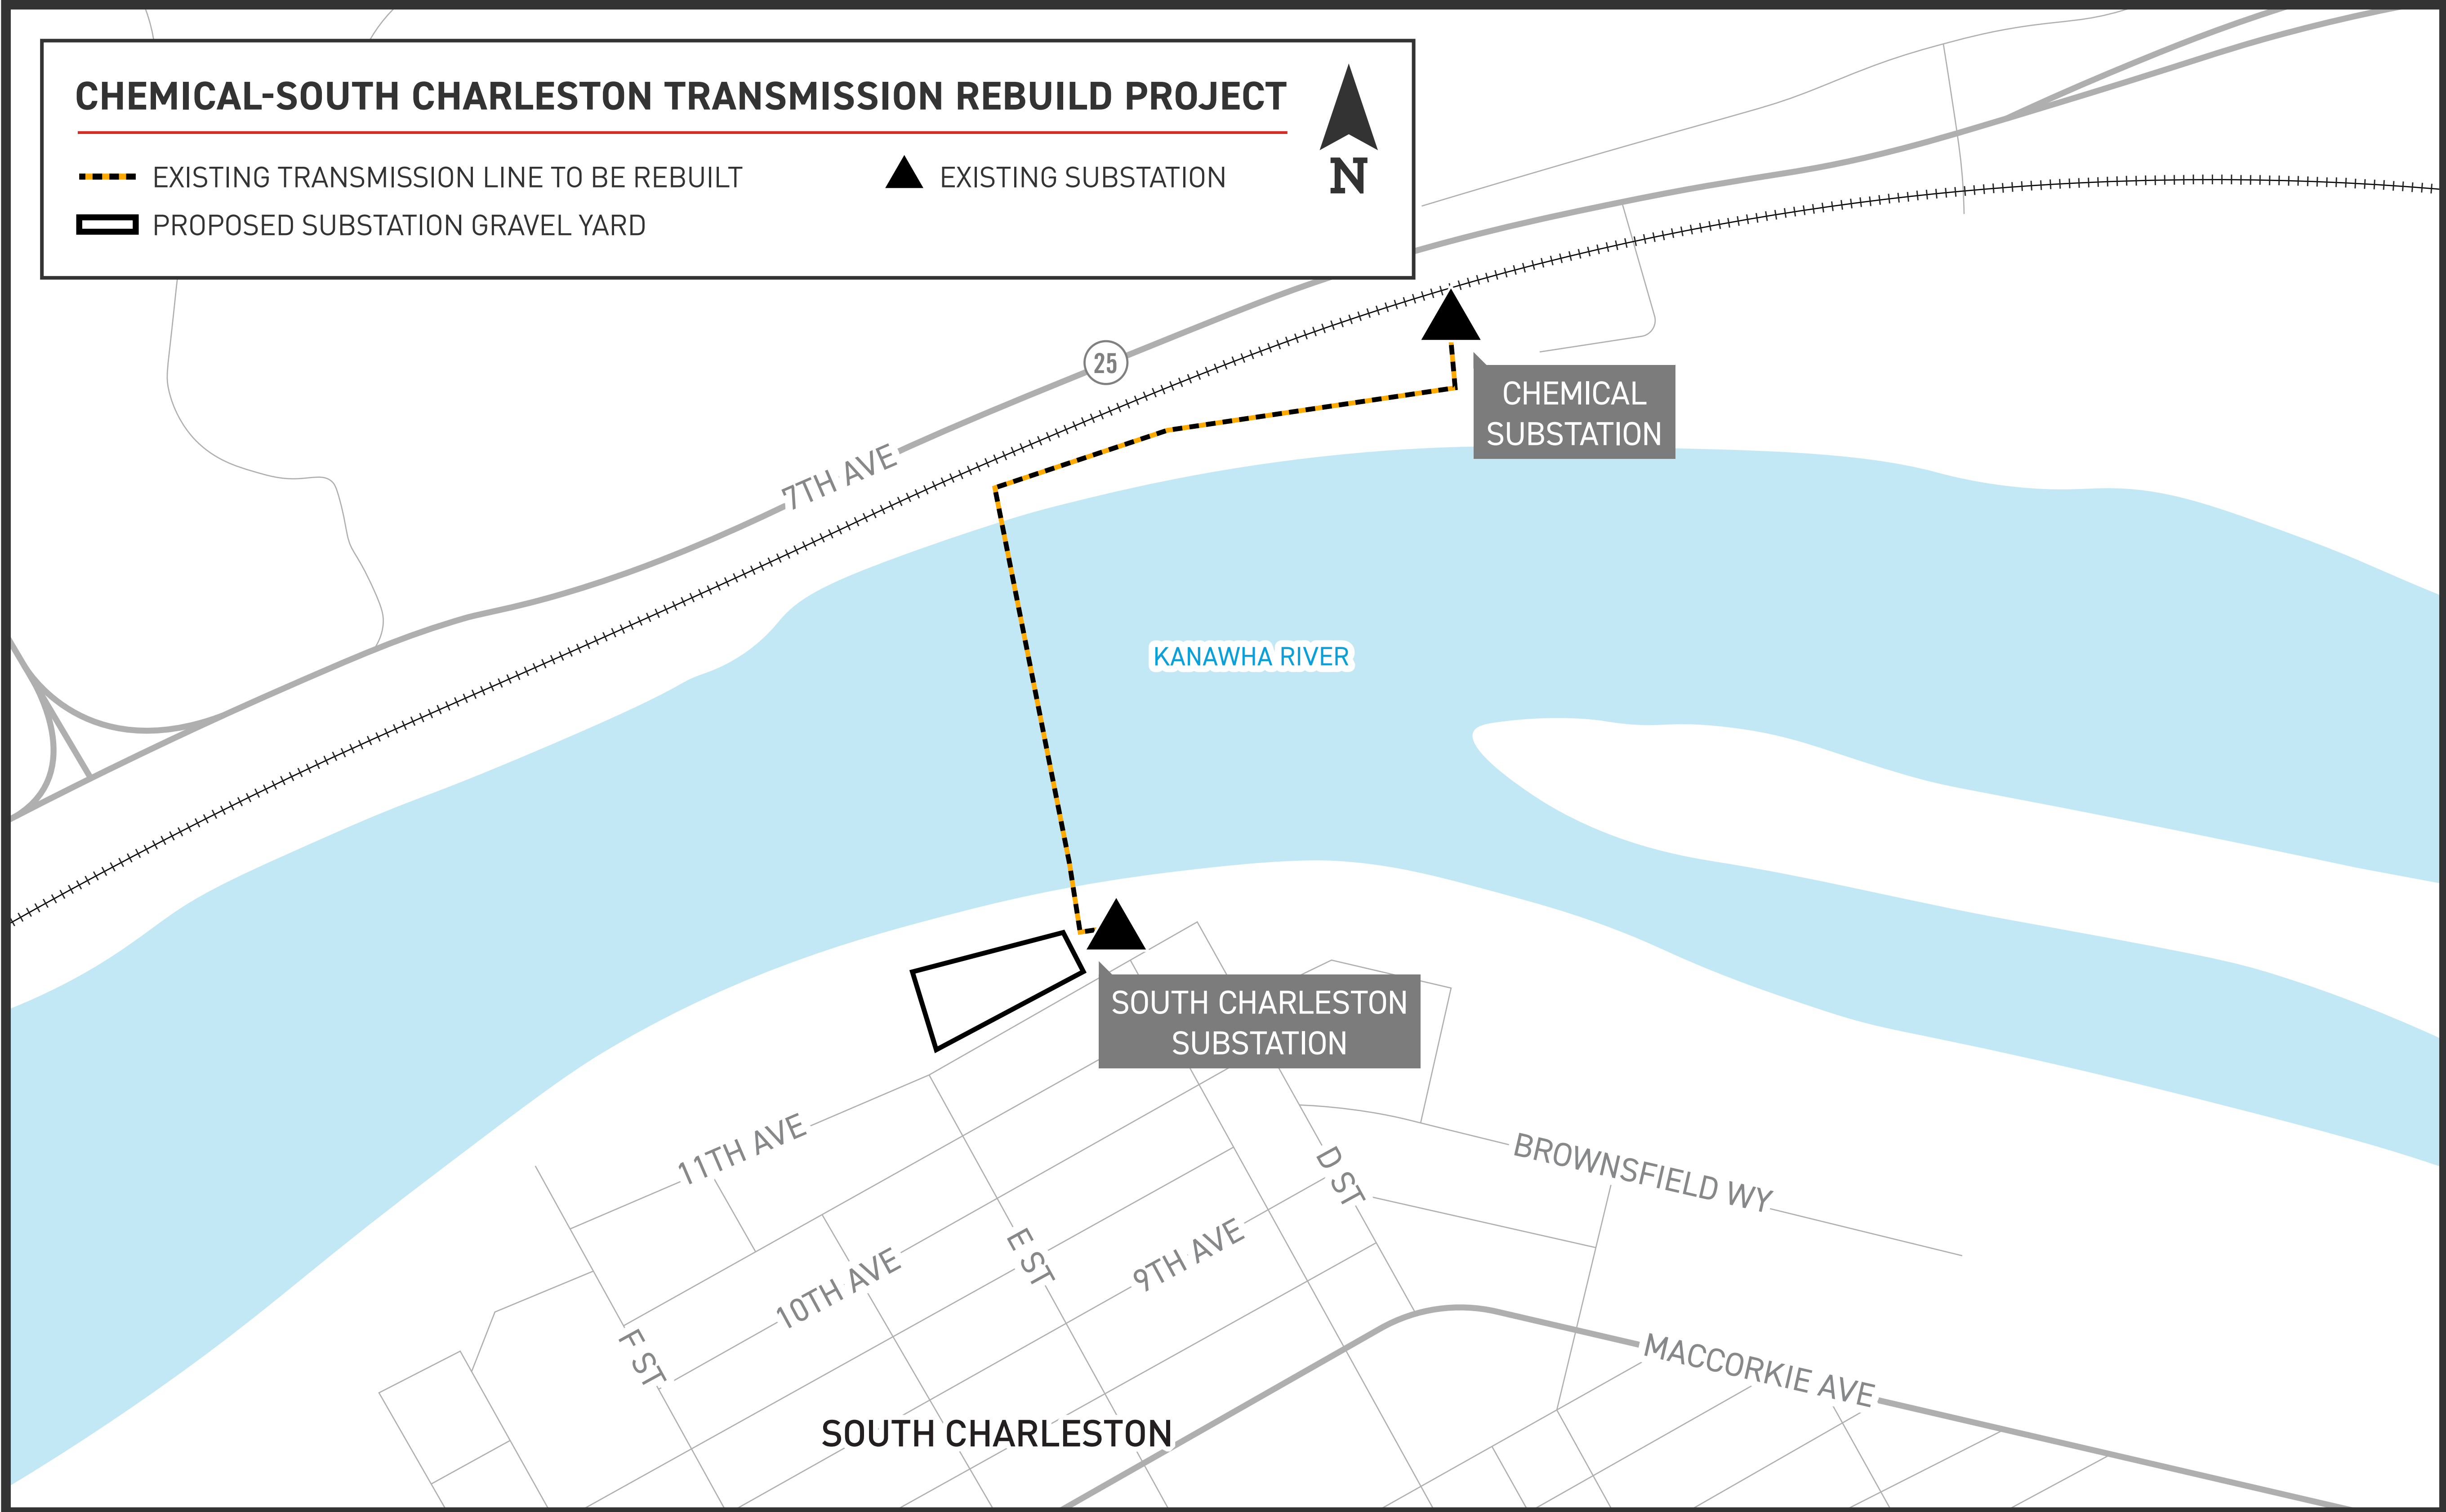 CHEMICAL-SOUTH CHARLESTON TRANSMISSION REBUILD PROJECT
EXISTING TRANSMISSION LINE TO BE REBUILT
EXISTING SUBSTATION
PROPOSED SUBSTATION GRAVEL YARD
N
25
7TH AVE
CHEMICAL
SUBSTATION
KANAWHA RIVER
SOUTH CHARLESTON
SUBSTATION
11TH AVE
BROWNSFIELD WY
D ST
E ST
9TH AVE
10TH AVE
F ST
MACCORKIE AVE
SOUTH CHARLESTON